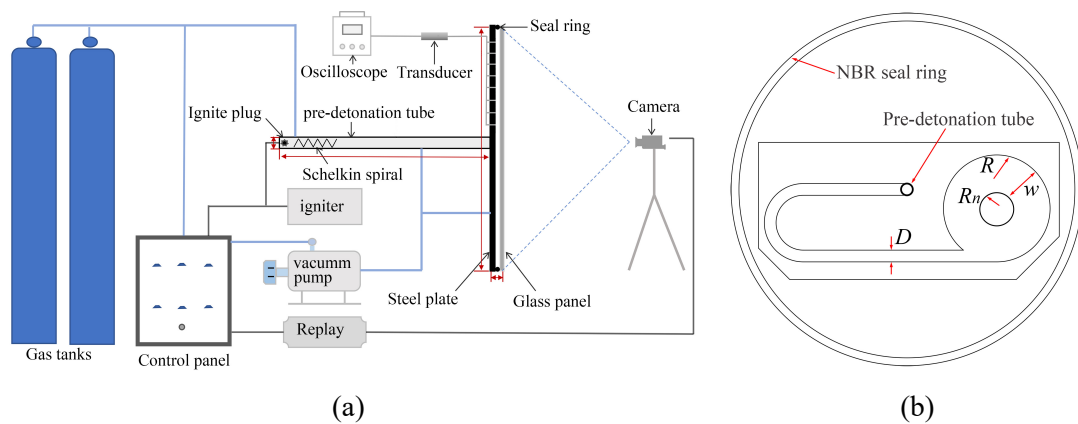 Seal ring
Oscilloscope
Transducer
Ignite plug
pre-detonation tube
Camera
Schelkin spiral
igniter
vacumm
pump
Steel plate
Glass panel
Replay
Control panel
Gas tanks
(a)
NBR seal ring
Pre-detonation tube
R
w
Rn
D
(b)